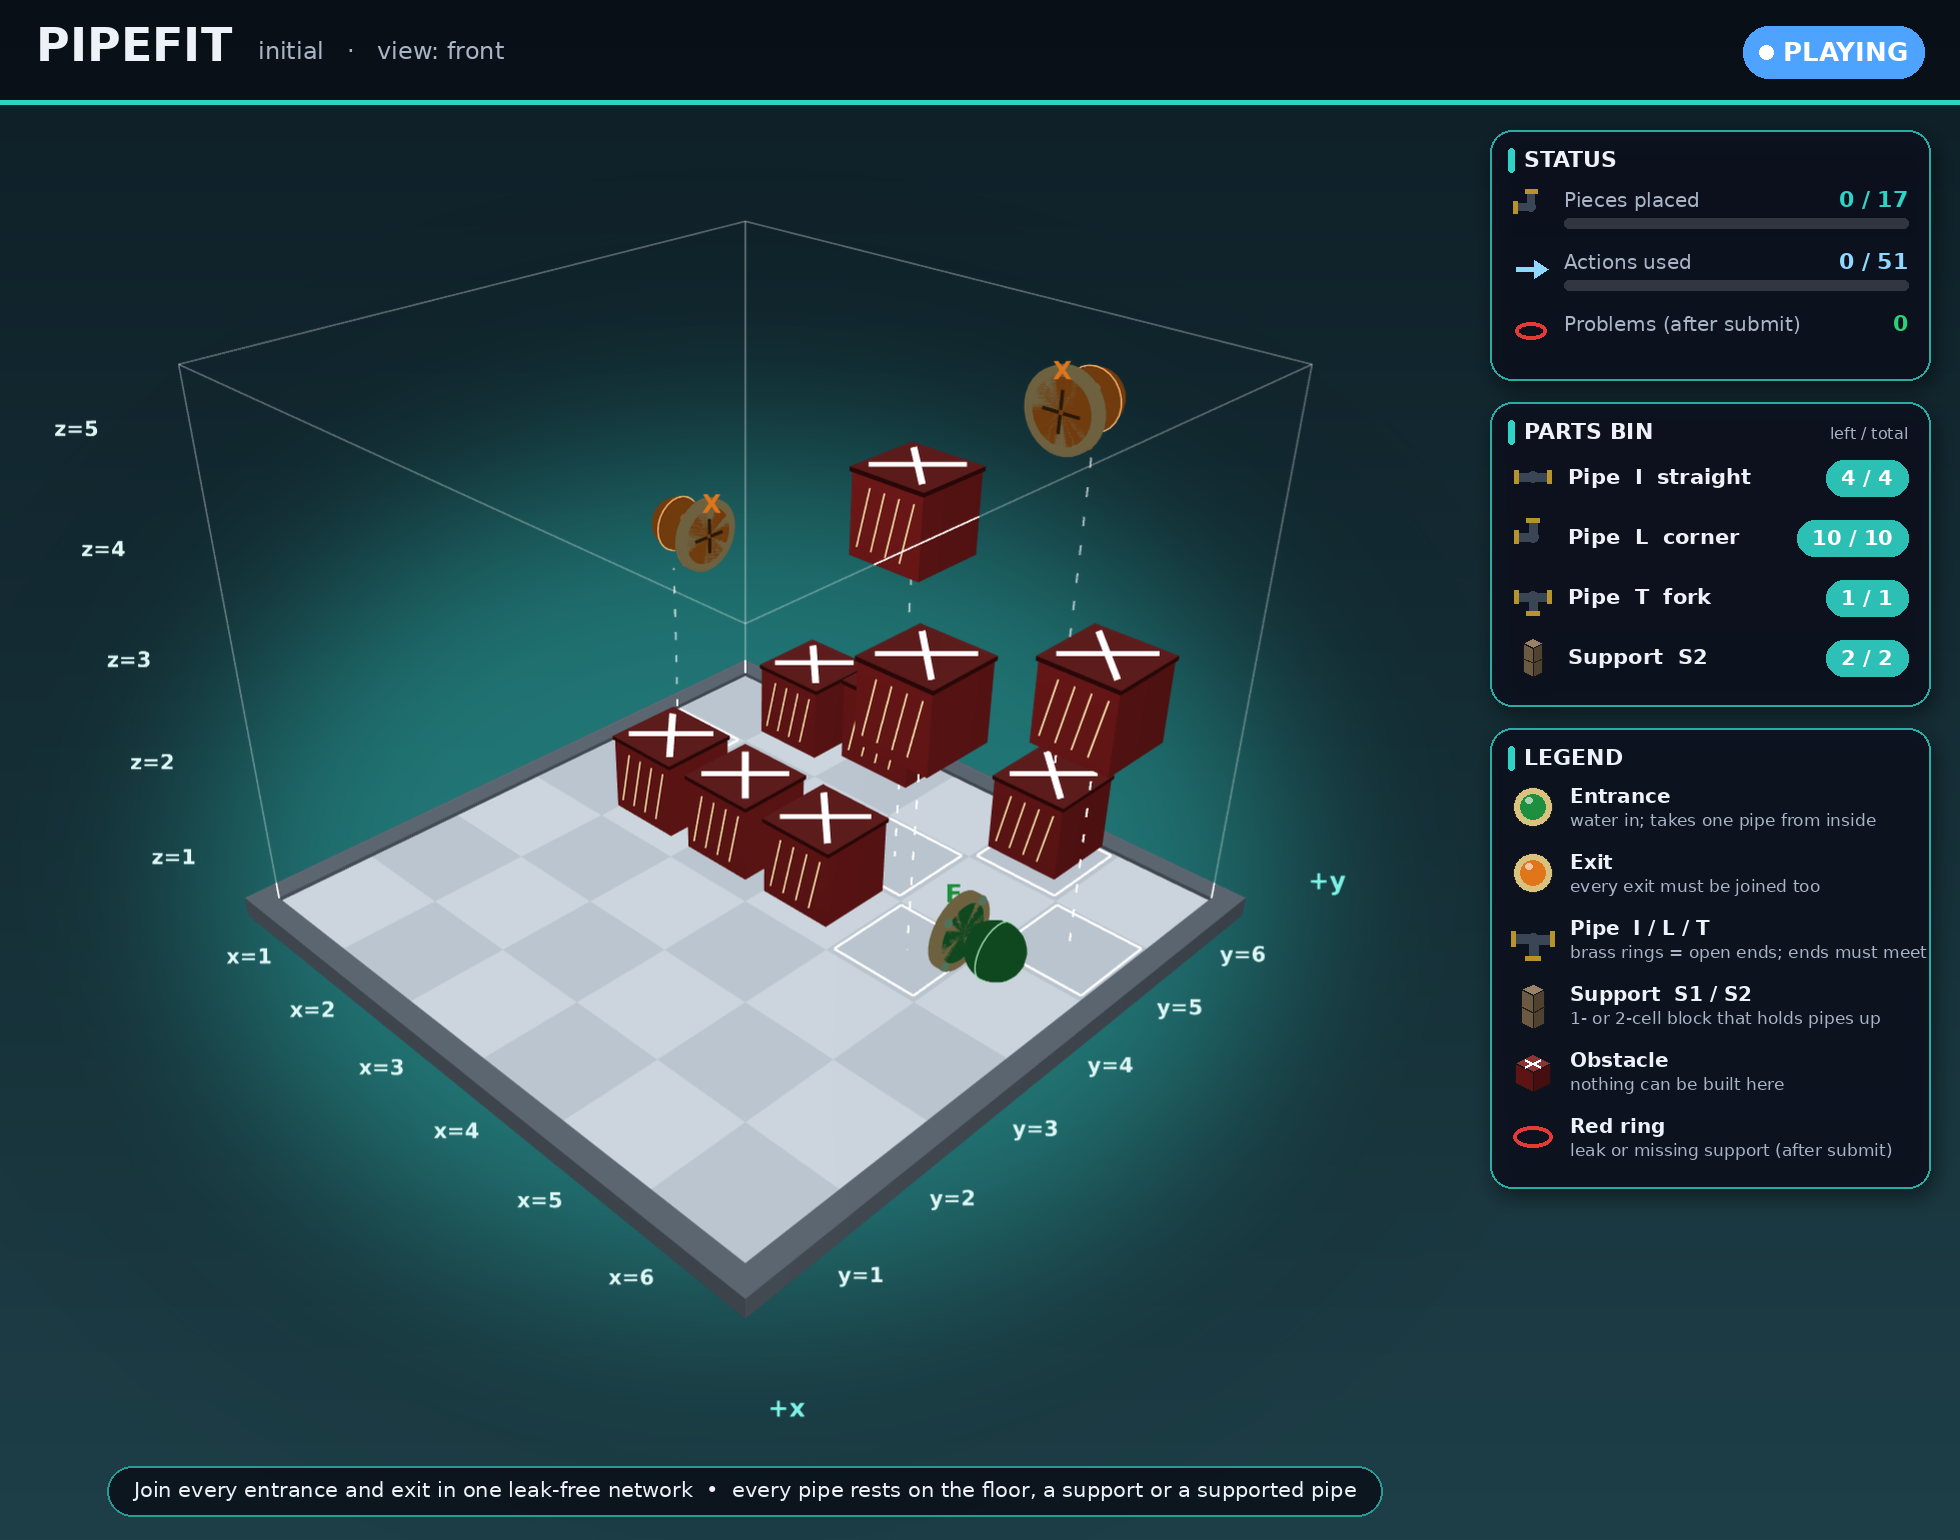 PIPEFIT initial · view: front
PLAYING
STATUS
Pieces placed 0 / 17
Actions used 0 / 51
Problems (after submit) 0
PARTS BIN left / total
Pipe I straight 4 / 4
Pipe L corner 10 / 10
Pipe T fork 1 / 1
Support S2 2 / 2
LEGEND
Entrance
water in; takes one pipe from inside
Exit
every exit must be joined too
Pipe I / L / T
brass rings = open ends; ends must meet
Support S1 / S2
1- or 2-cell block that holds pipes up
Obstacle
nothing can be built here
Red ring
leak or missing support (after submit)
z=5
z=4
z=3
z=2
z=1
X
X
E
x=1
x=2
x=3
x=4
x=5
x=6
+x
y=1
y=2
y=3
y=4
y=5
y=6
+y
Join every entrance and exit in one leak-free network • every pipe rests on the floor, a support or a supported pipe